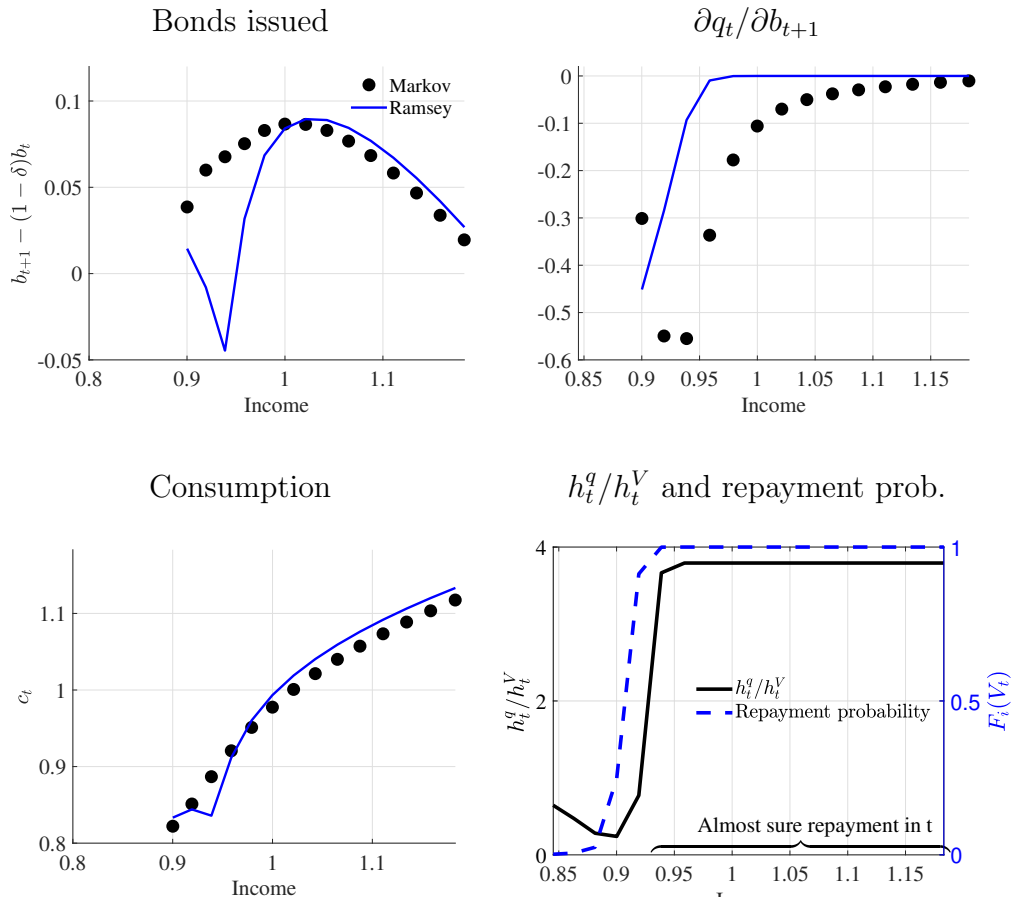 Bonds issued
0.1
0.05
0
-0.05
0.8
0.9
1
1.1
b_{t+1} − (1 − δ)b_t
Income
Markov
Ramsey
∂q_t/∂b_{t+1}
0
-0.1
-0.2
-0.3
-0.4
-0.5
-0.6
0.85
0.9
0.95
1
1.05
1.1
1.15
Income
Consumption
1.1
1
0.9
0.8
0.8
0.9
1
1.1
c_t
Income
h_t^q/h_t^V and repayment prob.
4
2
0
h_t^q/h_t^V
1
0.5
0
F_i(V_t)
h_t^q/h_t^V
Repayment probability
Almost sure repayment in t
0.85
0.9
0.95
1
1.05
1.1
1.15